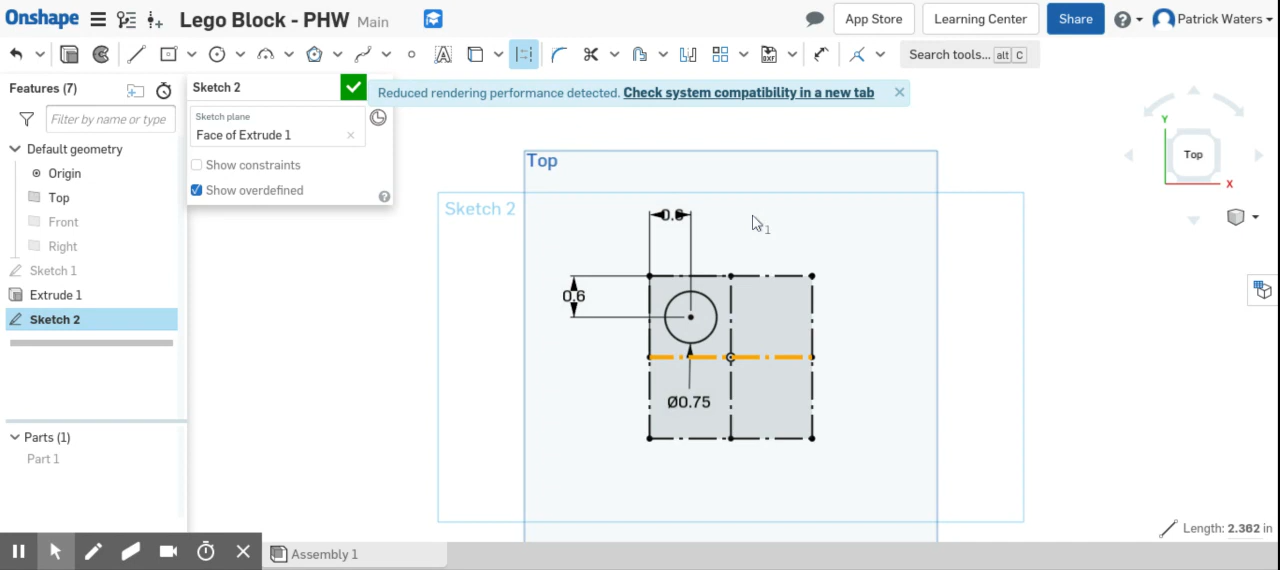 Onshape
Lego Block - PHW Main
App Store
Learning Center
Share
Patrick Waters
Search tools... alt C
Features (7)
Filter by name or type
Default geometry
Origin
Top
Front
Right
Sketch 1
Extrude 1
Sketch 2
Parts (1)
Part 1
Sketch 2
Sketch plane
Face of Extrude 1
Show constraints
Show overdefined
Reduced rendering performance detected. Check system compatibility in a new tab
Top
Sketch 2
0.6
Ø0.75
Y
Top
X
1
Length: 2.362 in
Assembly 1